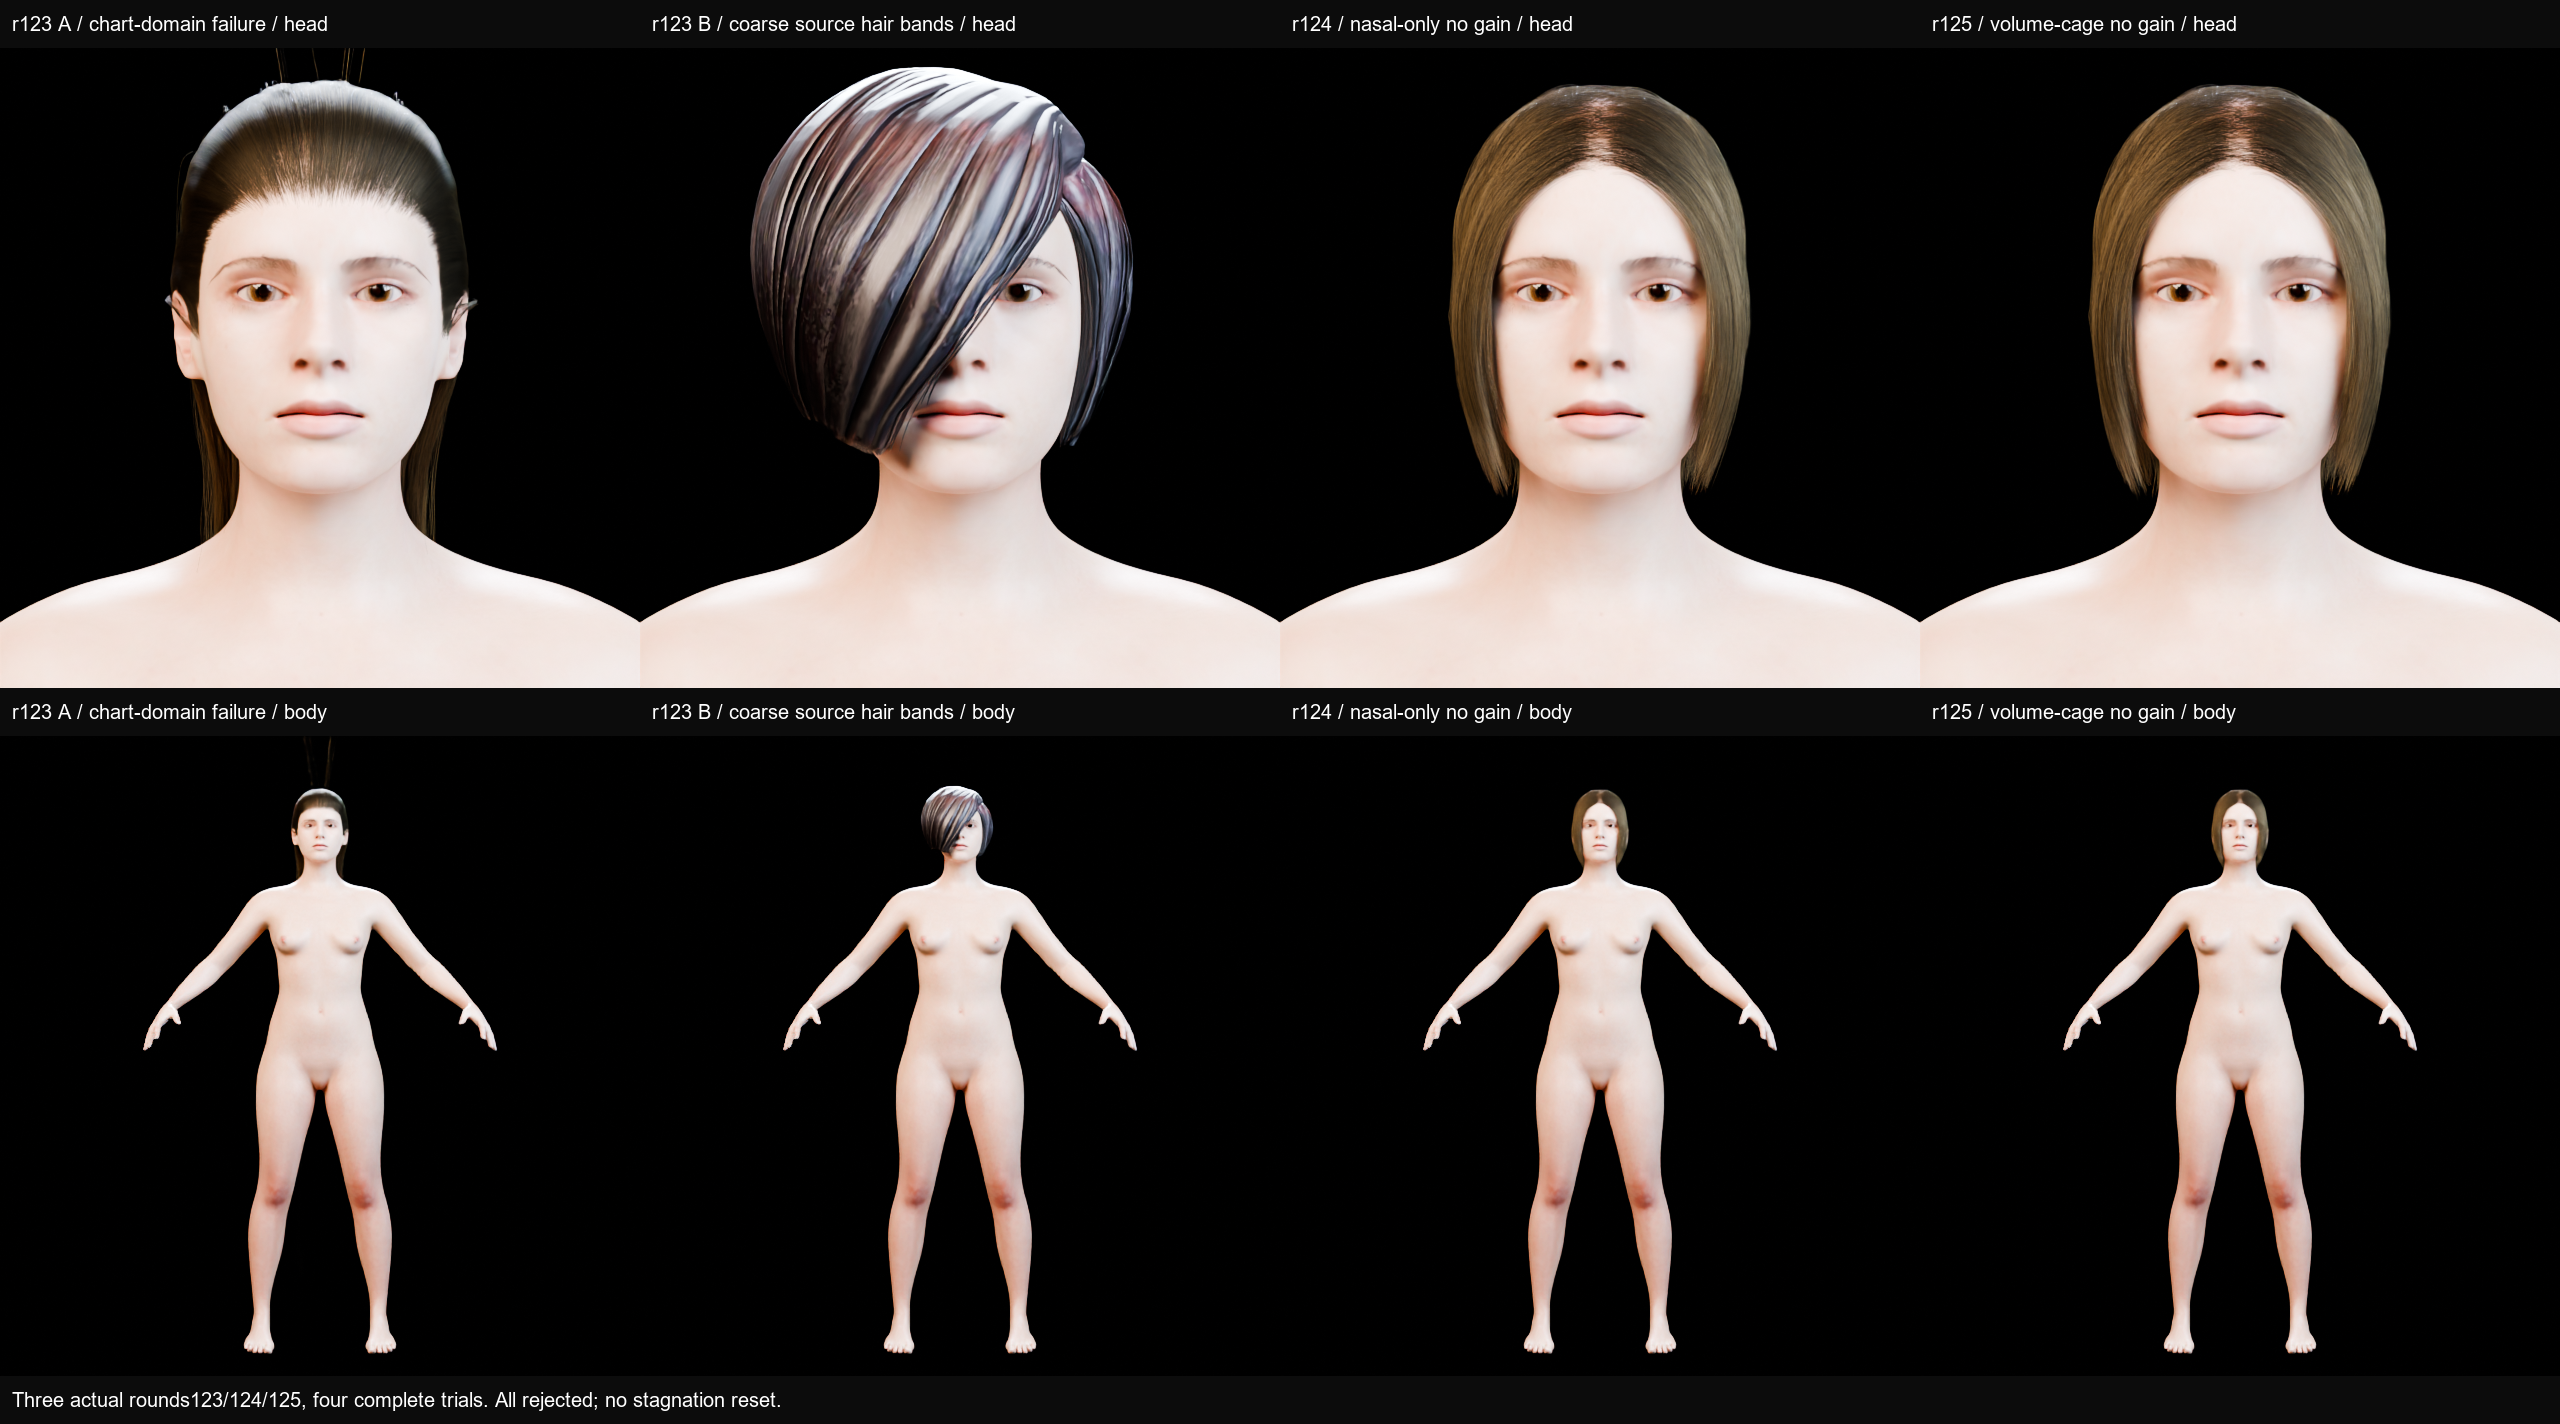 r123 A / chart-domain failure / head
r123 B / coarse source hair bands / head
r124 / nasal-only no gain / head
r125 / volume-cage no gain / head
r123 A / chart-domain failure / body
r123 B / coarse source hair bands / body
r124 / nasal-only no gain / body
r125 / volume-cage no gain / body
Three actual rounds123/124/125, four complete trials. All rejected; no stagnation reset.